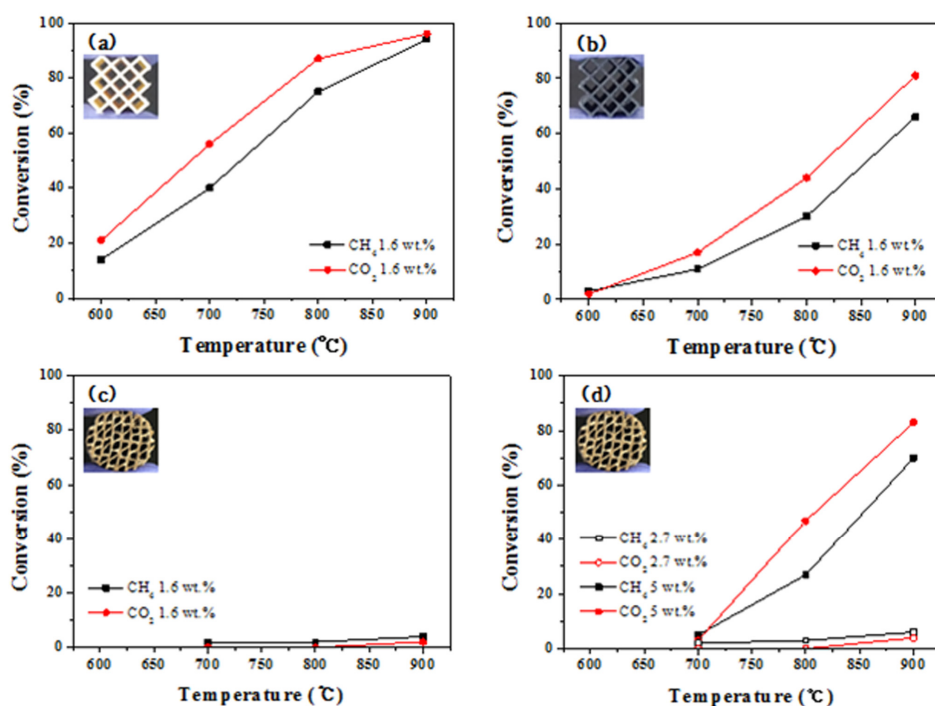 (a)
Conversion (%)
100
80
60
40
20
0
CH4 1.6 wt.%
CO2 1.6 wt.%
600 650 700 750 800 850 900
Temperature (℃)
(b)
Conversion (%)
100
80
60
40
20
0
CH4 1.6 wt.%
CO2 1.6 wt.%
600 650 700 750 800 850 900
Temperature (℃)
(c)
Conversion (%)
100
80
60
40
20
0
CH4 1.6 wt.%
CO2 1.6 wt.%
600 650 700 750 800 850 900
Temperature (℃)
(d)
Conversion (%)
100
80
60
40
20
0
CH4 2.7 wt.%
CO2 2.7 wt.%
CH4 5 wt.%
CO2 5 wt.%
600 650 700 750 800 850 900
Temperature (℃)